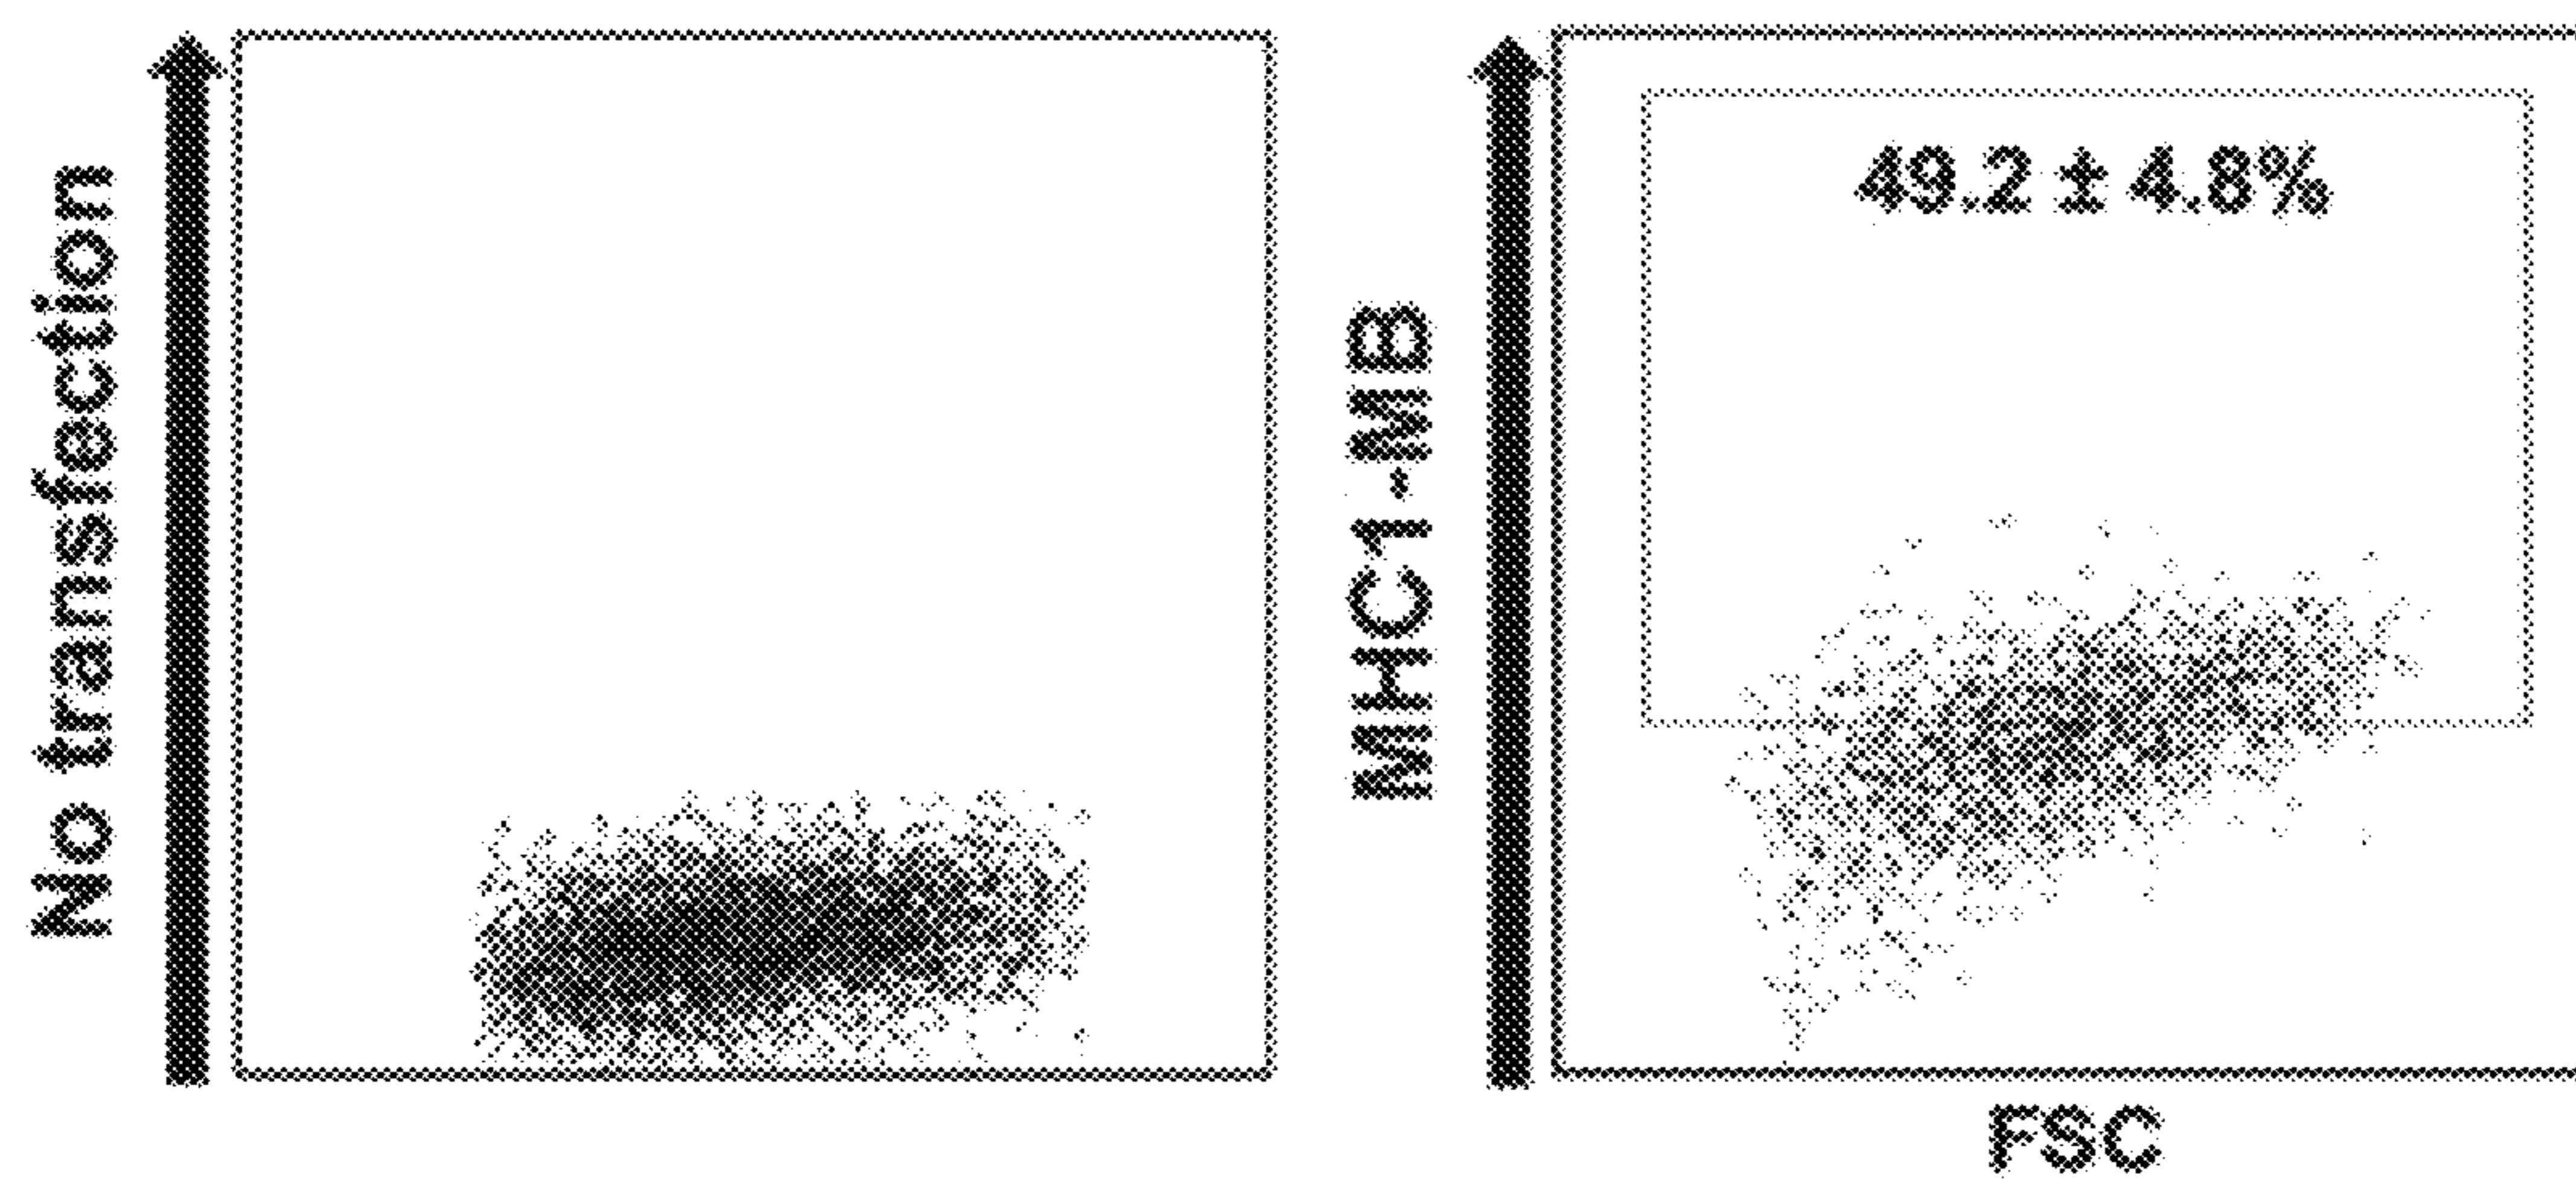 No transfection
MHC1-MB
49.2 ± 4.8%
FSC